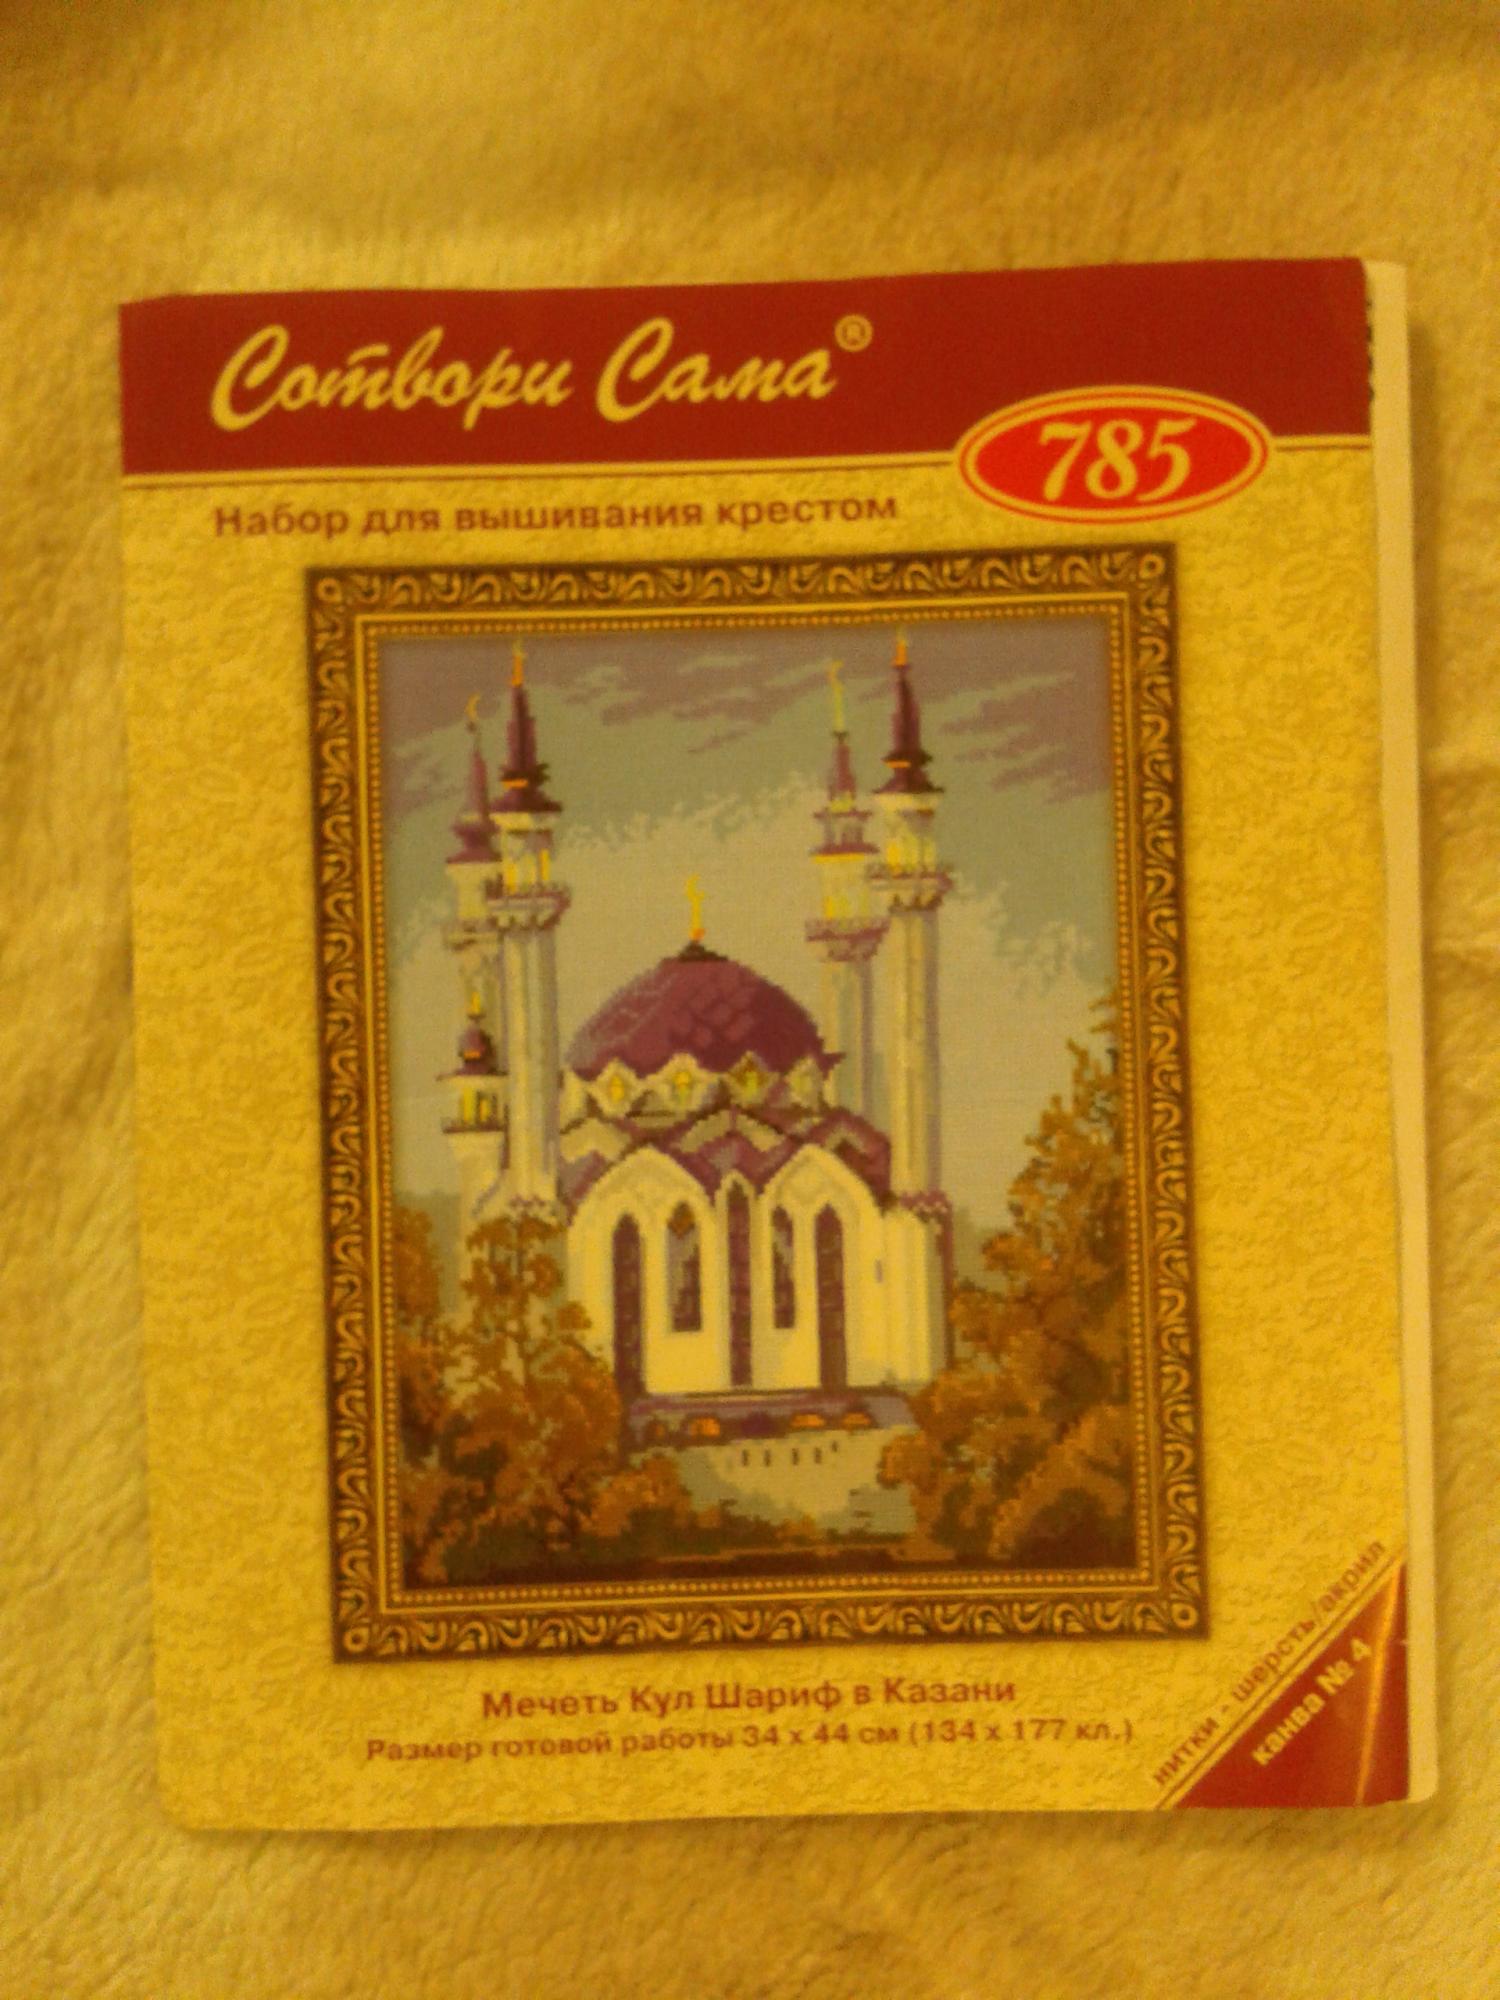 Сотвори Сама®
785
Набор для вышивания крестом
Мечеть Кул Шариф в Казани
Размер готовой работы 34 х 44 см (134 х 177 кл.)
нитки - шерсть/акрил
канва № 4